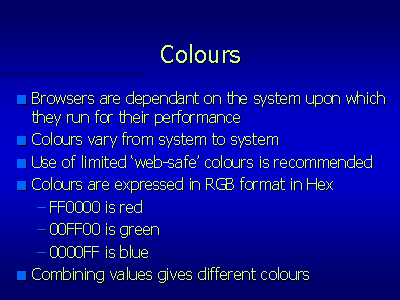 Colours
Browsers are dependant on the system upon which
they run for their performance
Colours vary from system to system
Use of limited ‘web-safe’ colours is recommended
Colours are expressed in RGB format in Hex
– FF0000 is red
– 00FF00 is green
– 0000FF is blue
Combining values gives different colours